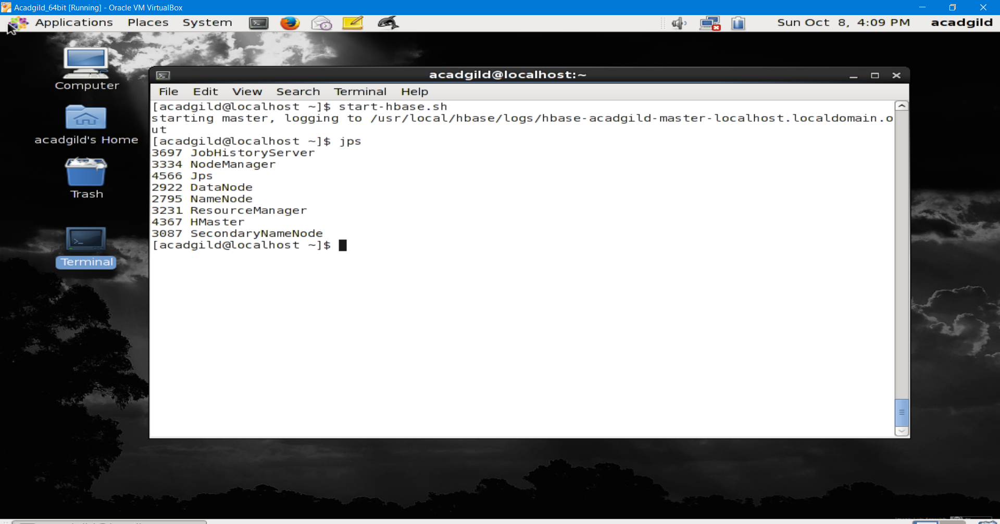 Acadgild_64bit [Running] - Oracle VM VirtualBox
Applications Places System Sun Oct 8, 4:09 PM acadgild
Computer
acadgild's Home
Trash
Terminal
acadgild@localhost:~
File Edit View Search Terminal Help
[acadgild@localhost ~]$ start-hbase.sh
starting master, logging to /usr/local/hbase/logs/hbase-acadgild-master-localhost.localdomain.o
ut
[acadgild@localhost ~]$ jps
3697 JobHistoryServer
3334 NodeManager
4566 Jps
2922 DataNode
2795 NameNode
3231 ResourceManager
4367 HMaster
3087 SecondaryNameNode
[acadgild@localhost ~]$